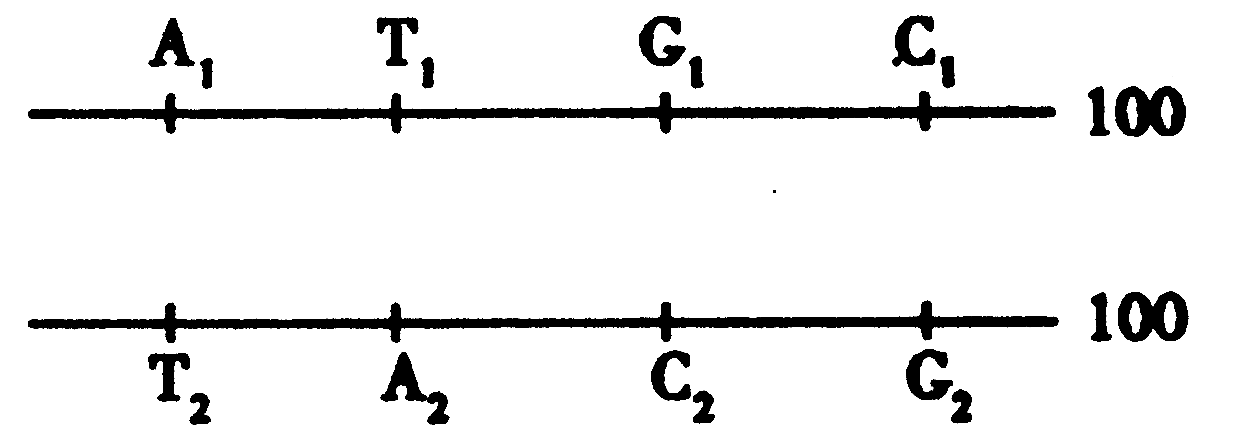 A₁ T₁ G₁ C₁
100
100
T₂ A₂ C₂ G₂